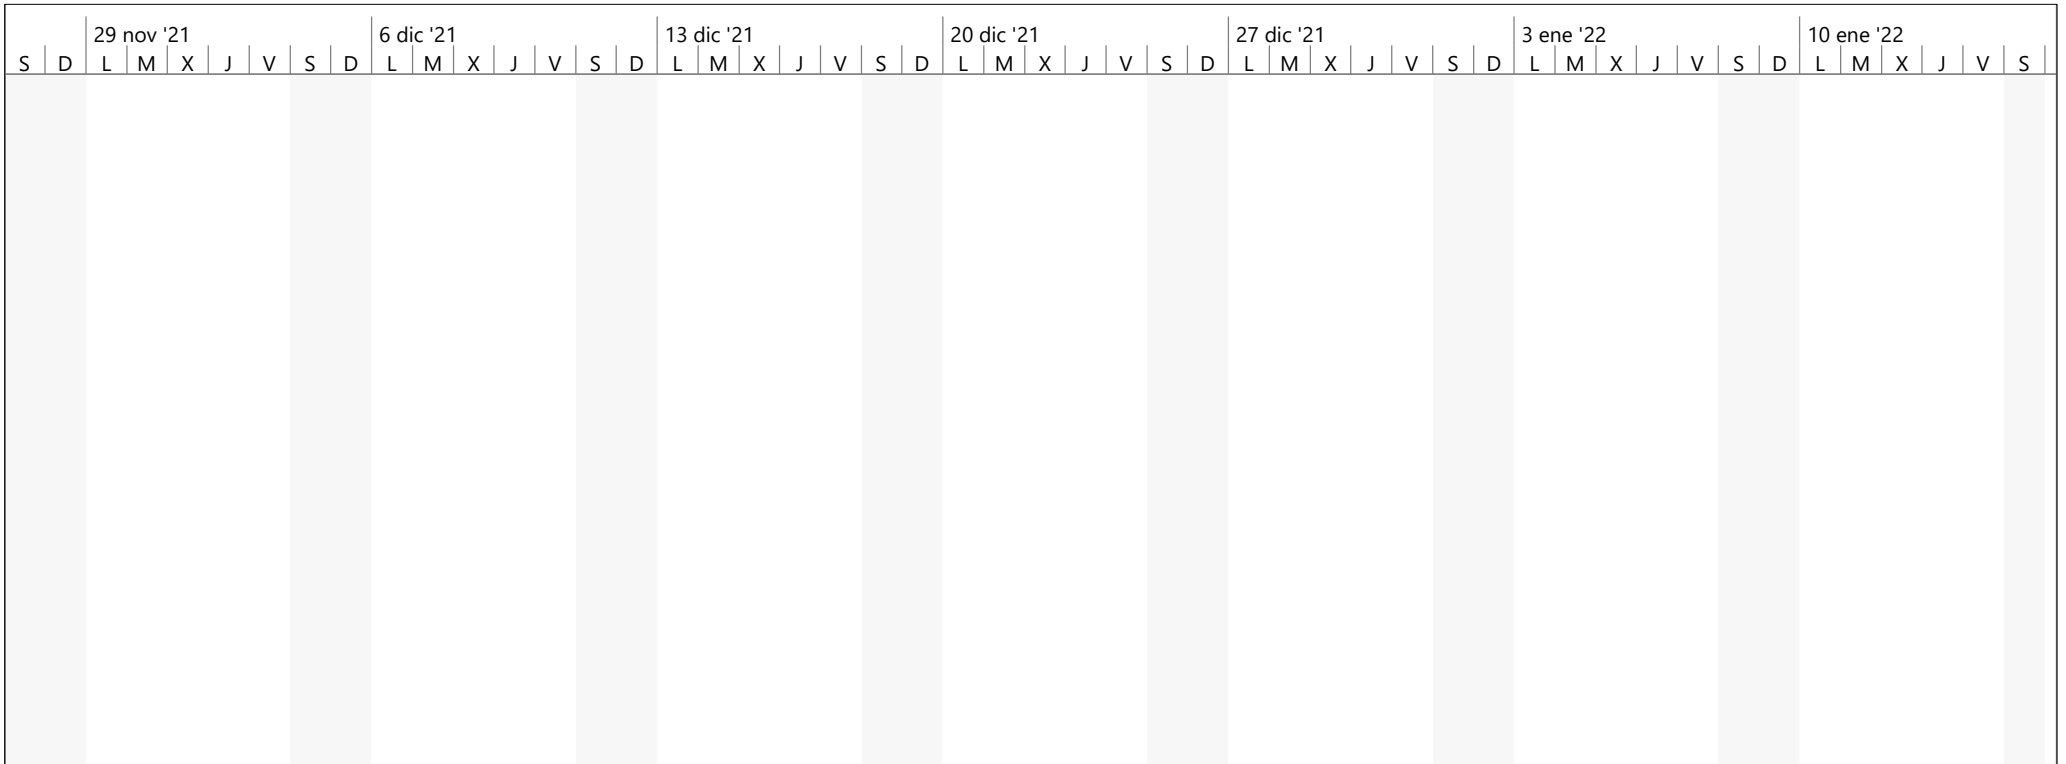 29 nov '21 6 dic '21 13 dic '21 20 dic '21 27 dic '21 3 ene '22 10 ene '22
S D L M X J V S D L M X J V S D L M X J V S D L M X J V S D L M X J V S D L M X J V S D L M X J V S